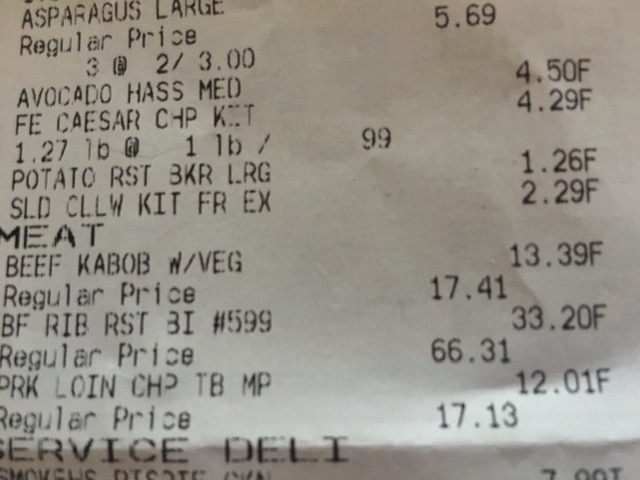 ASPARAGUS LARGE
Regular Price 5.69
3 @ 2/ 3.00
AVOCADO HASS MED 4.50F
FE CAESAR CHP KIT 4.29F
1.27 lb @ 1 lb / 99
POTATO RST BKR LRG 1.26F
SLD CLLW KIT FR EX 2.29F
MEAT
BEEF KABOB W/VEG 13.39F
Regular Price 17.41
BF RIB RST BI #599 33.20F
Regular Price 66.31
PRK LOIN CHP TB MP 12.01F
Regular Price 17.13
SERVICE DELI